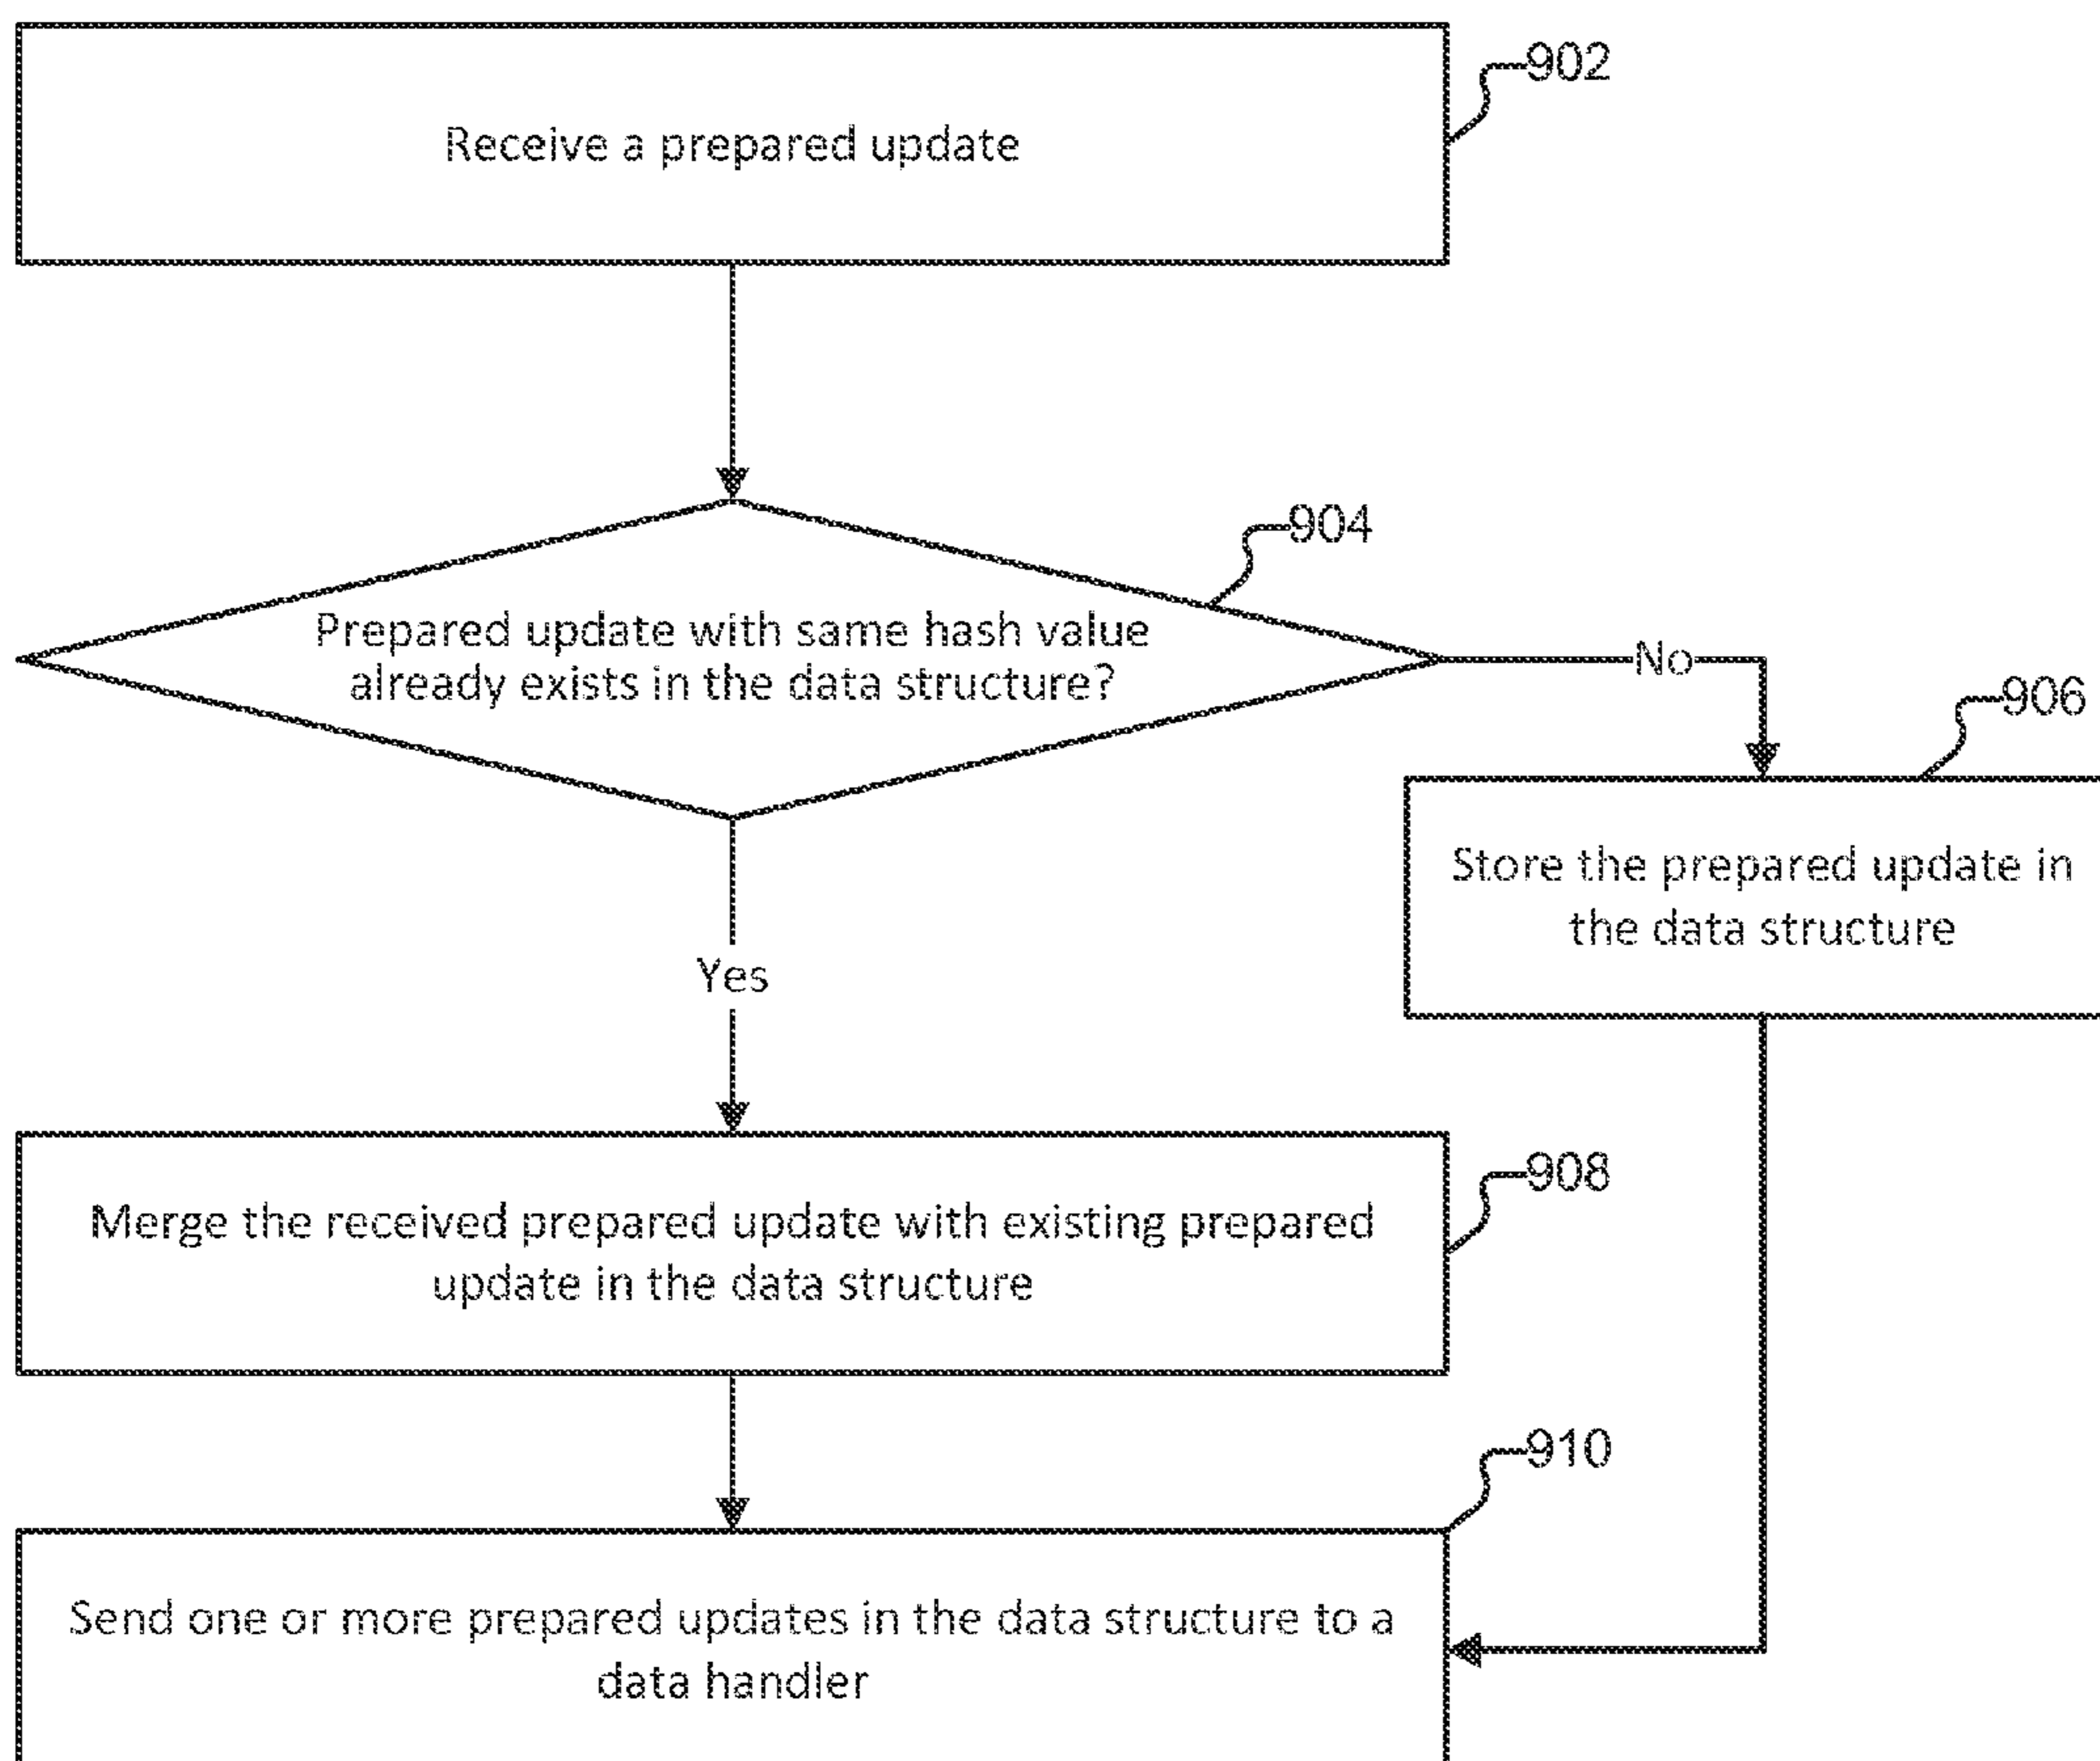 902
Receive a prepared update
904
Prepared update with same hash value
already exists in the data structure?
No
906
Store the prepared update in
the data structure
Yes
908
Merge the received prepared update with existing prepared
update in the data structure
910
Send one or more prepared updates in the data structure to a
data handler